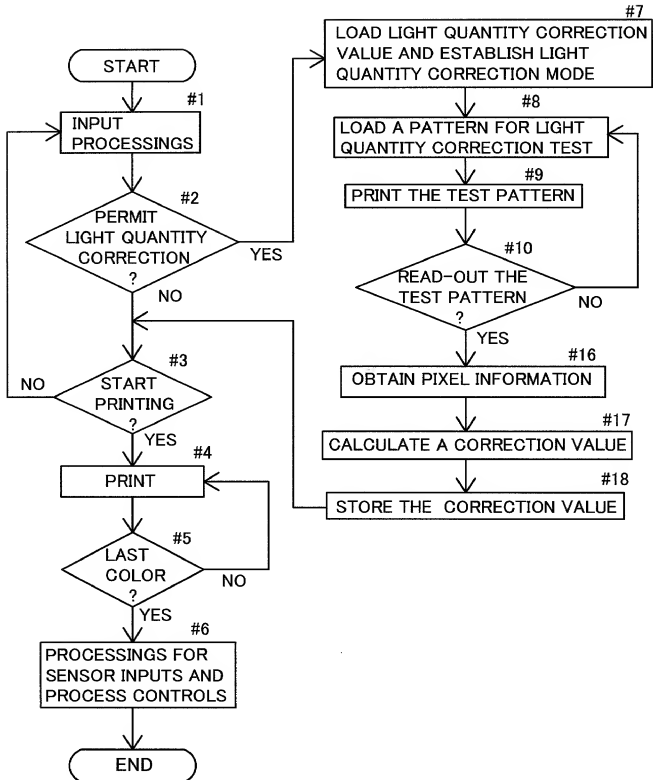 START
#1
INPUT
PROCESSINGS
#2
PERMIT
LIGHT QUANTITY
CORRECTION
?
YES
NO
#3
START
PRINTING
?
NO
YES
#4
PRINT
#5
LAST
COLOR
?
NO
YES
#6
PROCESSINGS FOR
SENSOR INPUTS AND
PROCESS CONTROLS
END
#7
LOAD LIGHT QUANTITY CORRECTION
VALUE AND ESTABLISH LIGHT
QUANTITY CORRECTION MODE
#8
LOAD A PATTERN FOR LIGHT
QUANTITY CORRECTION TEST
#9
PRINT THE TEST PATTERN
#10
READ-OUT THE
TEST PATTERN
?
NO
YES
#16
OBTAIN PIXEL INFORMATION
#17
CALCULATE A CORRECTION VALUE
#18
STORE THE CORRECTION VALUE